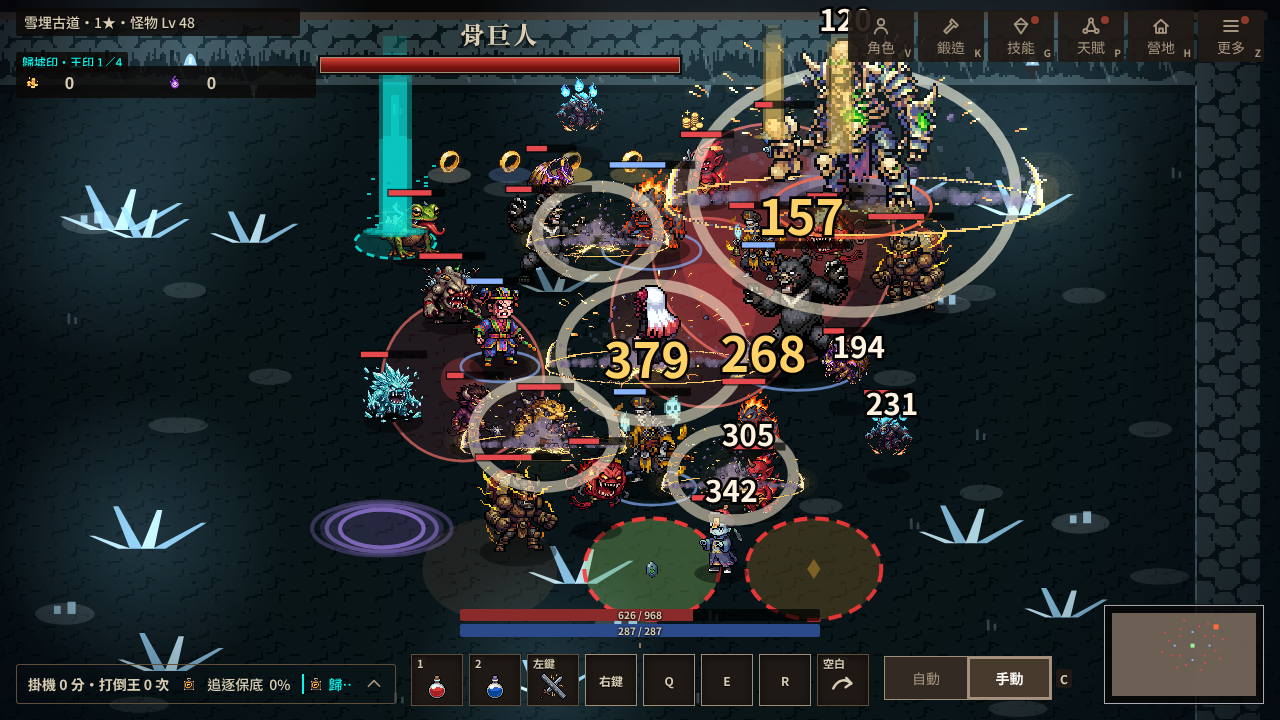 雪埋古道・1★・怪物 Lv 48
歸墟印・王印 1／4
0
0
骨巨人
120
角色 V
鍛造 K
技能 G
天賦 P
營地 H
更多 Z
157
379
268
194
231
305
342
626 / 968
287 / 287
掛機 0 分・打倒王 0 次
追逐保底 0%
歸··
1
2
左鍵
右鍵
Q
E
R
空白
自動
手動
C